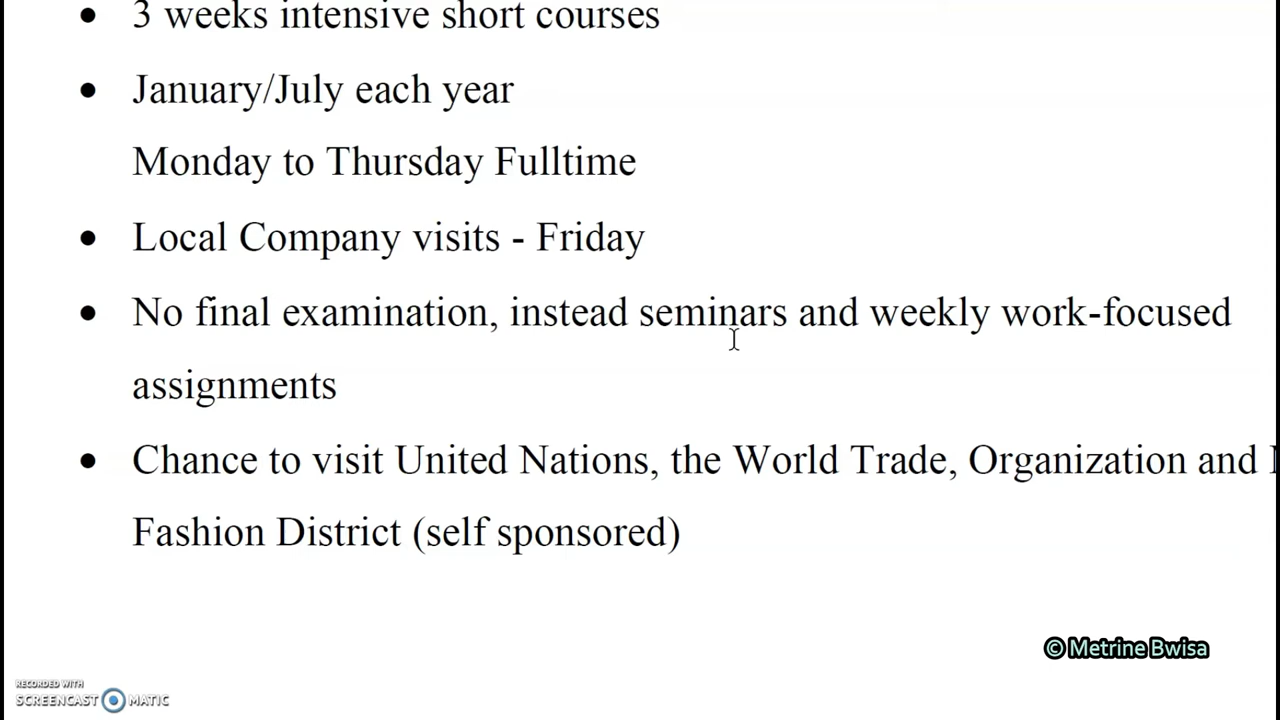 • 3 weeks intensive short courses
• January/July each year
Monday to Thursday Fulltime
• Local Company visits - Friday
• No final examination, instead seminars and weekly work-focused
assignments
• Chance to visit United Nations, the World Trade, Organization and
Fashion District (self sponsored)
© Metrine Bwisa
RECORDED WITH
SCREENCAST MATIC